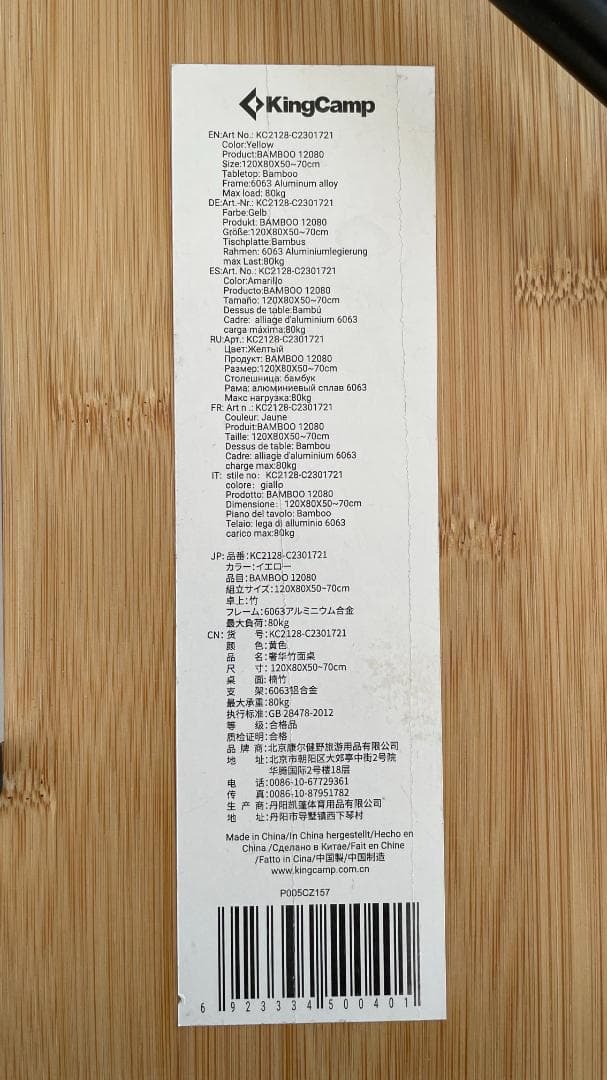 KingCamp
EN:Art No.: KC2128-C2301721
Color:Yellow
Product:BAMBOO 12080
Size:120X80X50~70cm
Tabletop: Bamboo
Frame:6063 Aluminum alloy
Max load: 80kg
DE:Art.-Nr.: KC2128-C2301721
Farbe:Gelb
Produkt: BAMBOO 12080
Größe:120X80X50~70cm
Tischplatte:Bambus
Rahmen: 6063 Aluminiumlegierung
max Last:80kg
ES:Art. No.: KC2128-C2301721
Color:Amarillo
Producto:BAMBOO 12080
Tamaño: 120X80X50~70cm
Dessus de table:Bambú
Cadre: alliage d'aluminium 6063
carga máxima:80kg
RU:Арт.: KC2128-C2301721
Цвет:Желтый
Продукт: BAMBOO 12080
Размер:120X80X50~70cm
Столешница: бамбук
Рама: алюминиевый сплав 6063
Макс нагрузка:80kg
FR: Art n .: KC2128-C2301721
Couleur: Jaune
Produit:BAMBOO 12080
Taille: 120X80X50~70cm
Dessus de table: Bambou
Cadre: alliage d'aluminium 6063
charge max:80kg
IT: stile no: KC2128-C2301721
colore: giallo
Prodotto: BAMBOO 12080
Dimensione: 120X80X50~70cm
Piano del tavolo: Bamboo
Telaio: lega di alluminio 6063
carico max:80kg
JP: 品番:KC2128-C2301721
カラー:イエロー
品目:BAMBOO 12080
組立サイズ:120X80X50~70cm
卓上:竹
フレーム:6063アルミニウム合金
最大負荷:80kg
CN: 货 号:KC2128-C2301721
颜 色:黄色
品 名:奢华竹面桌
尺 寸: 120X80X50~70cm
桌 面: 楠竹
支 架:6063铝合金
最大承重:80kg
执行标准:GB 28478-2012
等 级:合格品
质检证明:合格
品 牌 商:北京康尔健野旅游用品有限公司
地 址:北京市朝阳区大郊亭中街2号院
华腾国际2号楼18层
电 话:0086-10-67729361
传 真:0086-10-87951782
生 产 商:丹阳凯蓬体育用品有限公司
地 址:丹阳市导墅镇西下琴村
Made in China/In China hergestellt/Hecho en
China /Сделано в Китае/Fait en Chine
/Fatto in Cina/中国製/中国制造
www.kingcamp.com.cn
P005CZ157
6 923334 500401